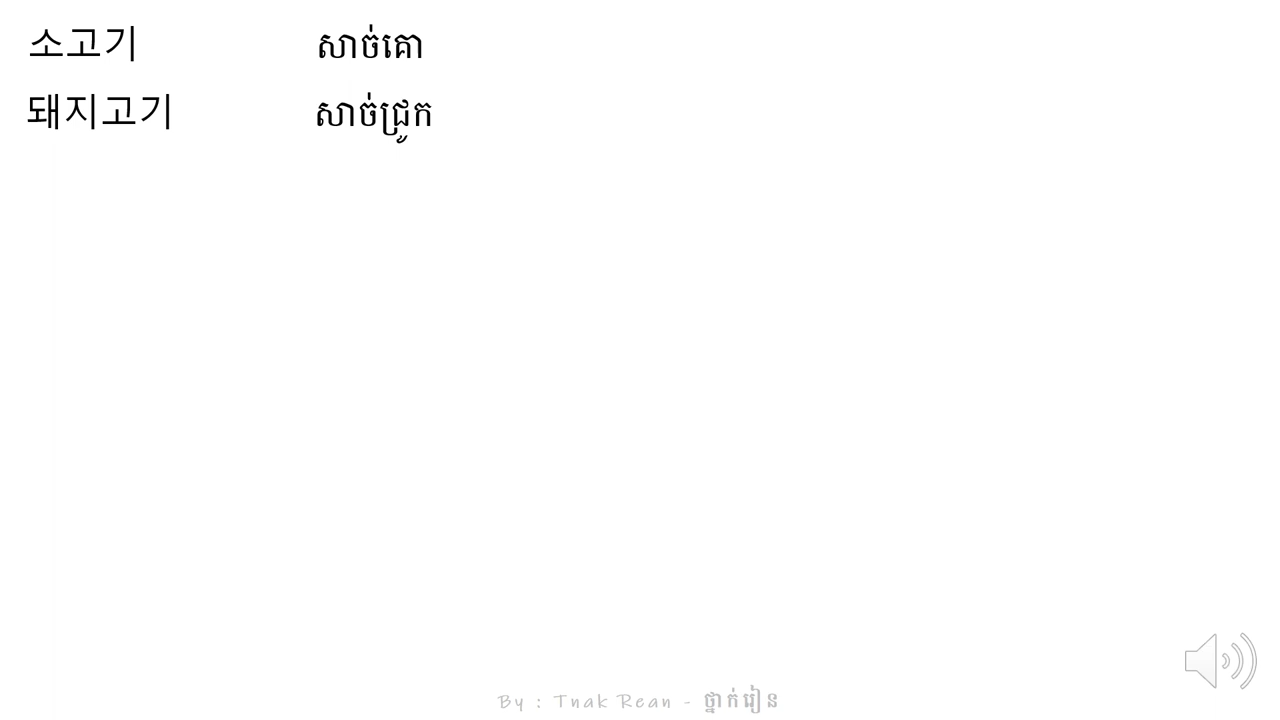 소고기 សាច់គោ
돼지고기 សាច់ជ្រូក
By : Tnak Rean - ថ្នាក់រៀន